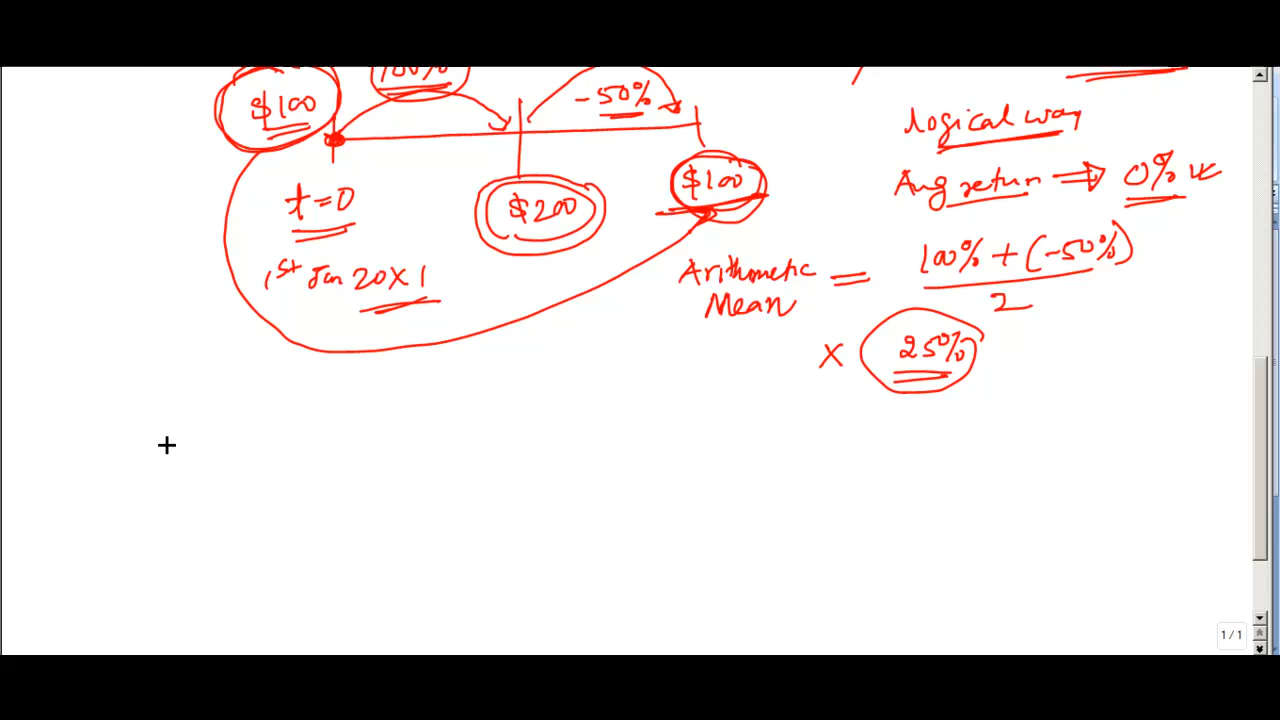 100%
$100
-50%
logical way
$100
Avg return ⇒ 0% ✓
t=0
$200
1st Jan 20X1
Arithmetic Mean = 100% + (-50%)
2
× 25%
1 / 1